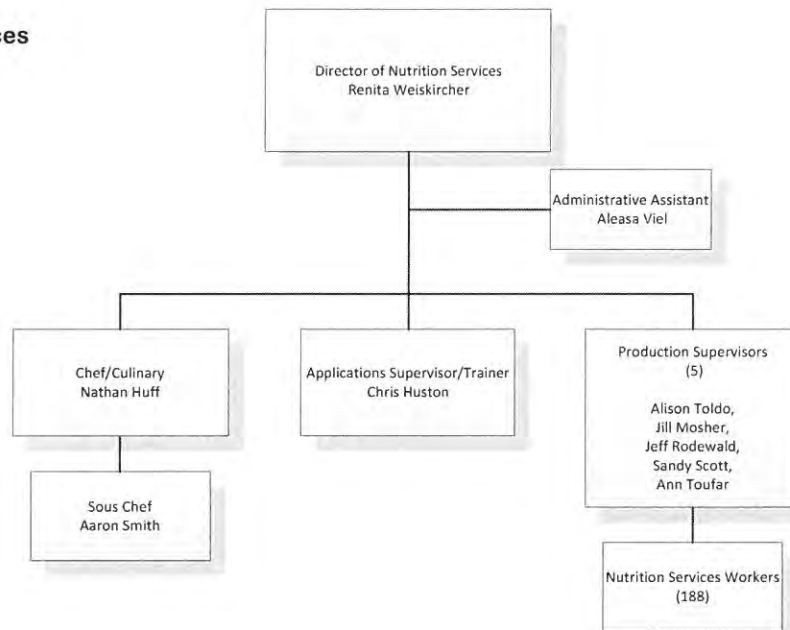 Director of Nutrition Services
Renita Weiskircher
Administrative Assistant
Aleasa Viel
Chef/Culinary
Nathan Huff
Applications Supervisor/Trainer
Chris Huston
Production Supervisors
(5)
Alison Toldo,
Jill Mosher,
Jeff Rodewald,
Sandy Scott,
Ann Toufar
Sous Chef
Aaron Smith
Nutrition Services Workers
(188)